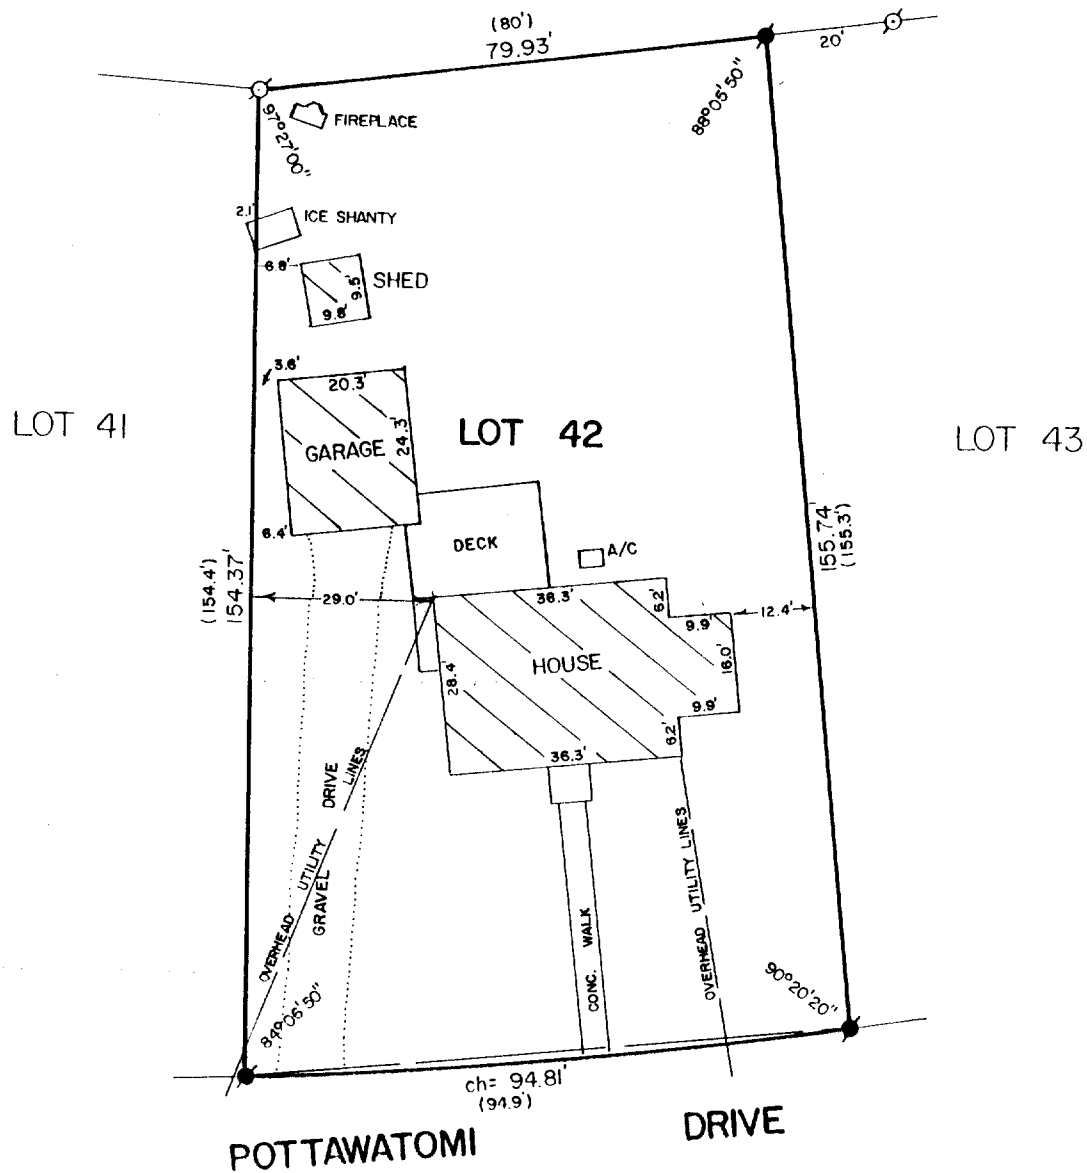 (80')
79.93'
20'
97°27'00"
FIREPLACE
88°05'50"
2.1'
ICE SHANTY
6.8'
SHED
9.5'
9.8'
3.6'
20.3'
LOT 41
GARAGE
24.3'
LOT 42
LOT 43
6.4'
DECK
A/C
(154.4')
154.37'
155.74'
(155.3')
29.0'
36.3'
6.2'
9.9'
12.4'
HOUSE
28.4'
16.0'
9.9'
6.2'
36.3'
OVERHEAD UTILITY LINES
GRAVEL DRIVE
CONC. WALK
OVERHEAD UTILITY LINES
84°06'50"
90°20'20"
ch= 94.81'
(94.9')
POTTAWATOMI DRIVE